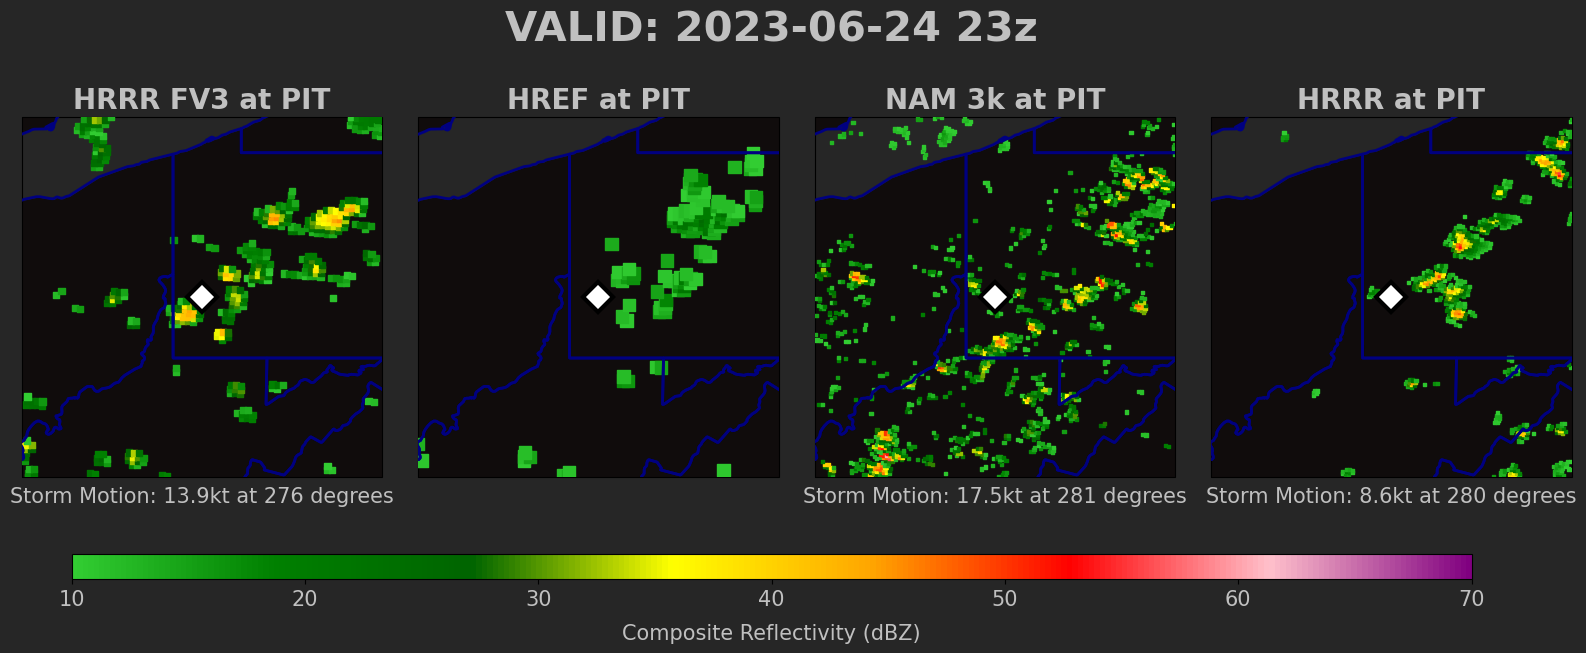 VALID: 2023-06-24 23z
HRRR FV3 at PIT
HREF at PIT
NAM 3k at PIT
HRRR at PIT
Storm Motion: 13.9kt at 276 degrees
Storm Motion: 17.5kt at 281 degrees
Storm Motion: 8.6kt at 280 degrees
10 20 30 40 50 60 70
Composite Reflectivity (dBZ)